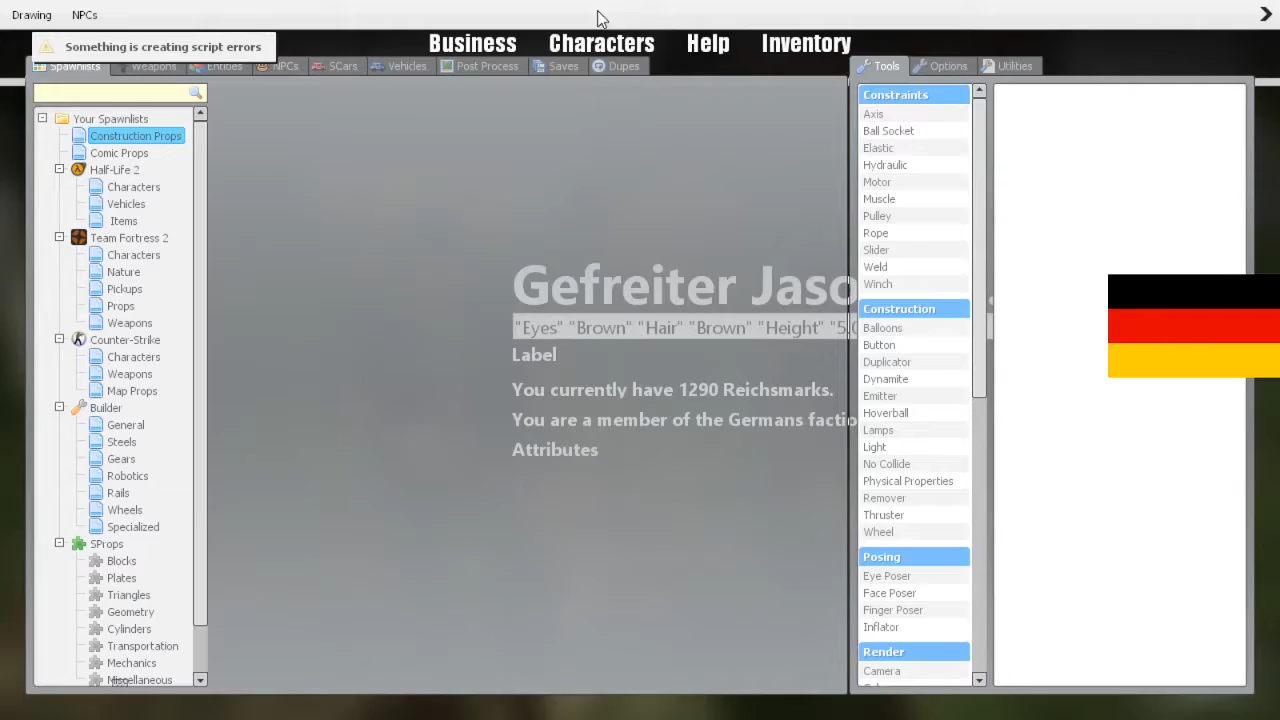 Drawing NPCs
Something is creating script errors
Business Characters Help Inventory
Spawnlists Weapons Entities NPCs SCars Vehicles Post Process Saves Dupes
Tools Options Utilities
Your Spawnlists
Construction Props
Comic Props
Half-Life 2
Characters
Vehicles
Items
Team Fortress 2
Characters
Nature
Pickups
Props
Weapons
Counter-Strike
Characters
Weapons
Map Props
Builder
General
Steels
Gears
Robotics
Rails
Wheels
Specialized
SProps
Blocks
Plates
Triangles
Geometry
Cylinders
Transportation
Mechanics
Miscellaneous
Gefreiter Jaso
"Eyes" "Brown" "Hair" "Brown" "Height" "5.0
Label
You currently have 1290 Reichsmarks.
You are a member of the Germans factio
Attributes
Constraints
Axis
Ball Socket
Elastic
Hydraulic
Motor
Muscle
Pulley
Rope
Slider
Weld
Winch
Construction
Balloons
Button
Duplicator
Dynamite
Emitter
Hoverball
Lamps
Light
No Collide
Physical Properties
Remover
Thruster
Wheel
Posing
Eye Poser
Face Poser
Finger Poser
Inflator
Render
Camera